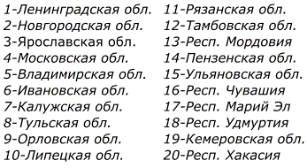 1-Ленинградская обл.
2-Новгородская обл.
3-Ярославская обл.
4-Московская обл.
5-Владимирская обл.
6-Ивановская обл.
7-Калужская обл.
8-Тульская обл.
9-Орловская обл.
10-Липецкая обл.
11-Рязанская обл.
12-Тамбовская обл.
13-Респ. Мордовия
14-Пензенская обл.
15-Ульяновская обл.
16-Респ. Чувашия
17-Респ. Марий Эл
18-Респ. Удмуртия
19-Кемеровская обл.
20-Респ. Хакасия